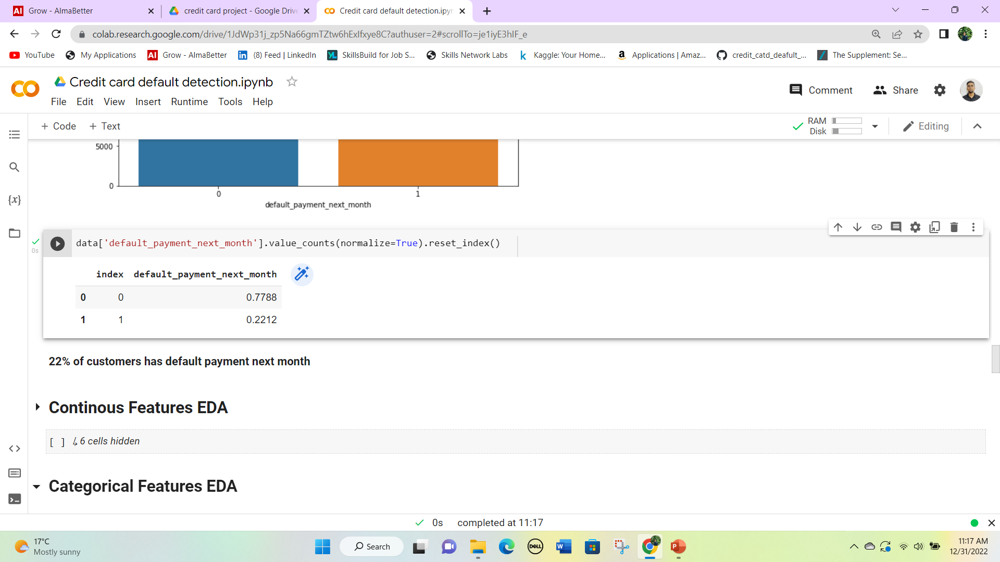 Grow - AlmaBetter
credit card project - Google Drive
Credit card default detection.ipyn
colab.research.google.com/drive/1JdWp31j_zp5Na66gmTZtw6hExIfxye8C?authuser=2#scrollTo=je1iyE3hIF_e
YouTube My Applications AI Grow - AlmaBetter (8) Feed | LinkedIn SkillsBuild for Job S... Skills Network Labs Kaggle: Your Home... Applications | Amaz... credit_catd_deafult_... The Supplement: Se...
Credit card default detection.ipynb
Comment Share
File Edit View Insert Runtime Tools Help
+ Code + Text
RAM
Disk
Editing
5000
0
0 1
default_payment_next_month
0s
data['default_payment_next_month'].value_counts(normalize=True).reset_index()
index default_payment_next_month
0 0 0.7788
1 1 0.2212
22% of customers has default payment next month
Continous Features EDA
[ ] ↳ 6 cells hidden
Categorical Features EDA
0s completed at 11:17
17°C
Mostly sunny
Search
11:17 AM
12/31/2022